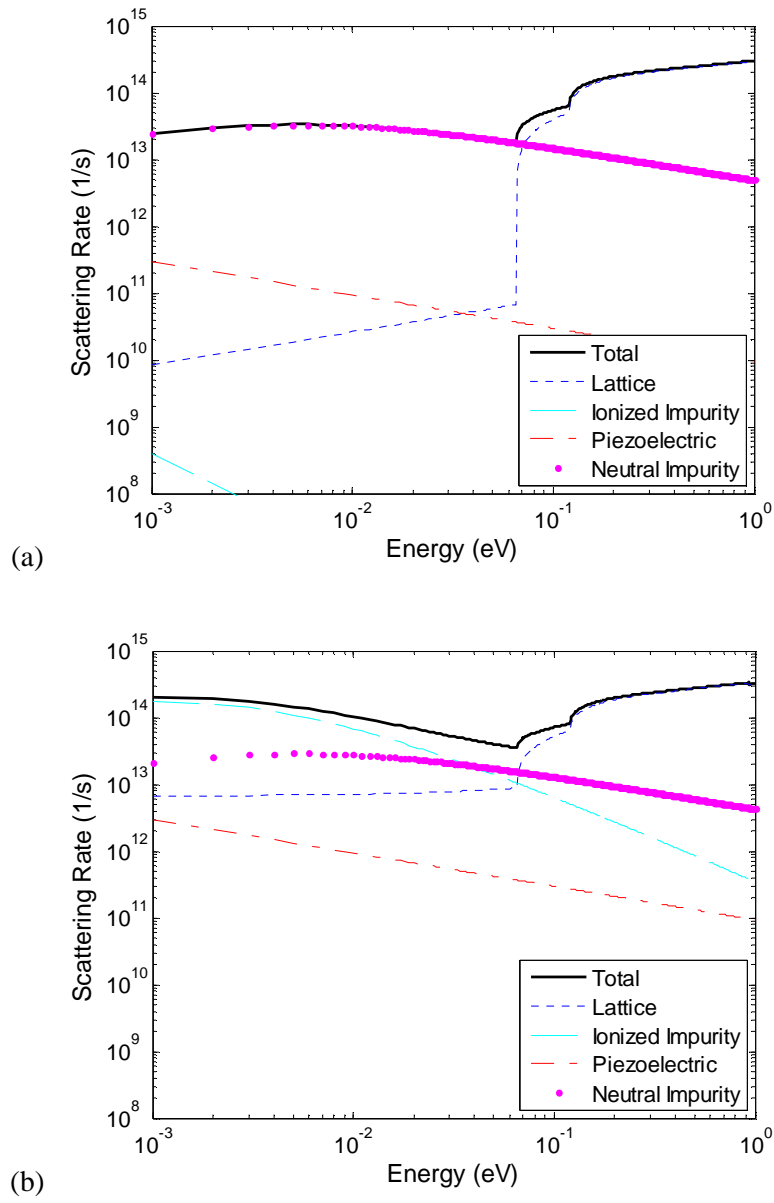 10^15
10^14
10^13
10^12
10^11
10^10
10^9
10^8
Scattering Rate (1/s)
Total
Lattice
Ionized Impurity
Piezoelectric
Neutral Impurity
10^-3
10^-2
10^-1
10^0
Energy (eV)
(a)
10^15
10^14
10^13
10^12
10^11
10^10
10^9
10^8
Scattering Rate (1/s)
Total
Lattice
Ionized Impurity
Piezoelectric
Neutral Impurity
10^-3
10^-2
10^-1
10^0
Energy (eV)
(b)